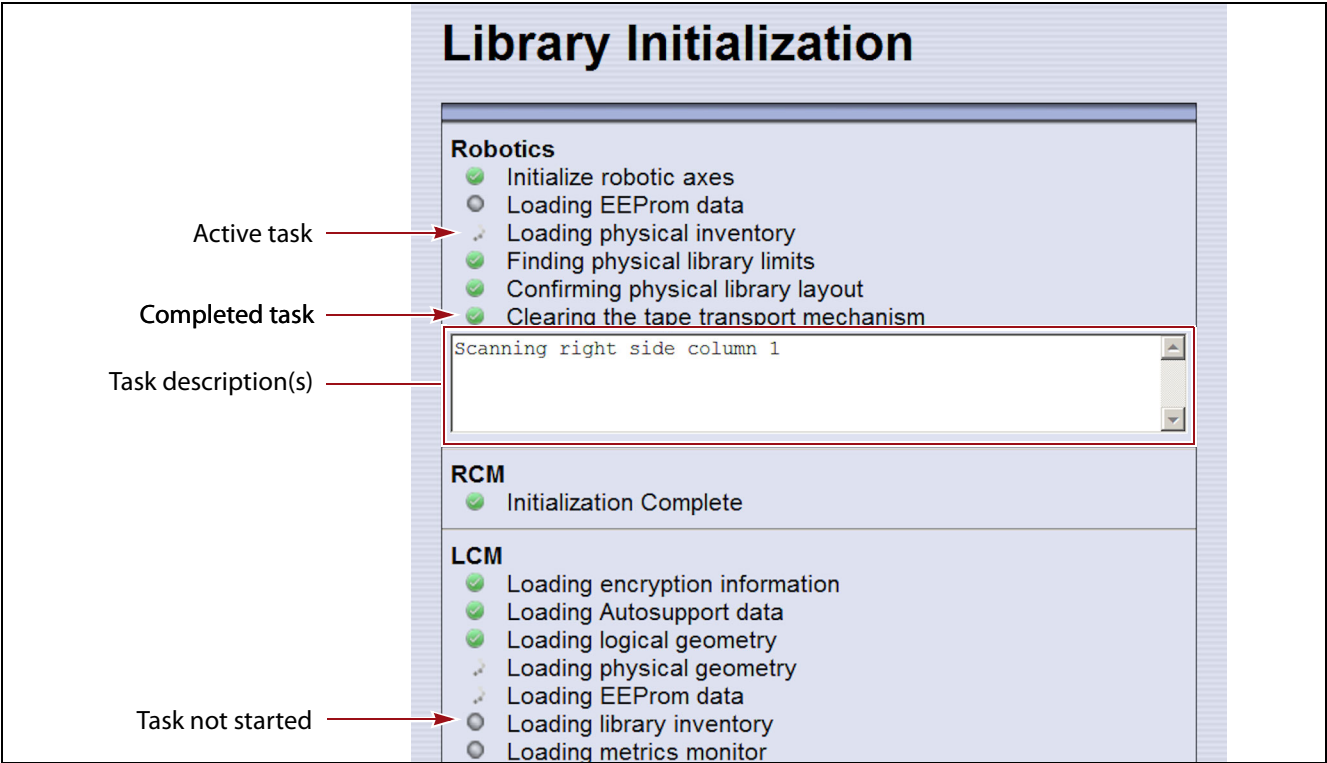 Library Initialization
Robotics
Initialize robotic axes
Loading EEProm data
Active task
Loading physical inventory
Finding physical library limits
Confirming physical library layout
Completed task
Clearing the tape transport mechanism
Scanning right side column 1
Task description(s)
RCM
Initialization Complete
LCM
Loading encryption information
Loading Autosupport data
Loading logical geometry
Loading physical geometry
Loading EEProm data
Task not started
Loading library inventory
Loading metrics monitor